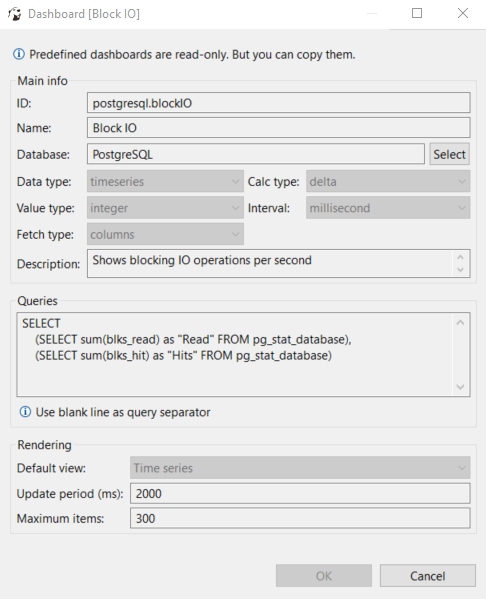 Dashboard [Block IO]
Predefined dashboards are read-only. But you can copy them.
Main info
ID: postgresql.blockIO
Name: Block IO
Database: PostgreSQL Select
Data type: timeseries Calc type: delta
Value type: integer Interval: millisecond
Fetch type: columns
Description: Shows blocking IO operations per second
Queries
SELECT
(SELECT sum(blks_read) as "Read" FROM pg_stat_database),
(SELECT sum(blks_hit) as "Hits" FROM pg_stat_database)
Use blank line as query separator
Rendering
Default view: Time series
Update period (ms): 2000
Maximum items: 300
OK Cancel